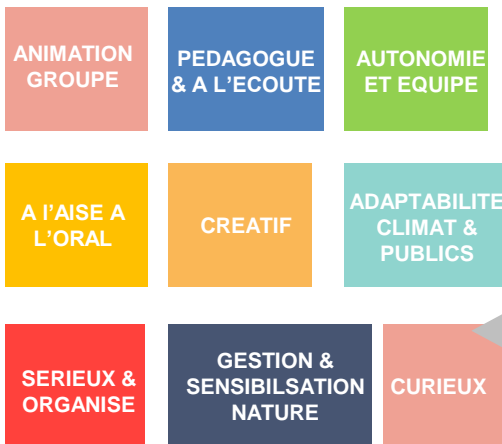 ANIMATION
GROUPE
PEDAGOGUE
& A L'ECOUTE
AUTONOMIE
ET EQUIPE
A l'AISE A
L'ORAL
CREATIF
ADAPTABILITE
CLIMAT &
PUBLICS
SERIEUX &
ORGANISE
GESTION &
SENSIBILSATION
NATURE
CURIEUX